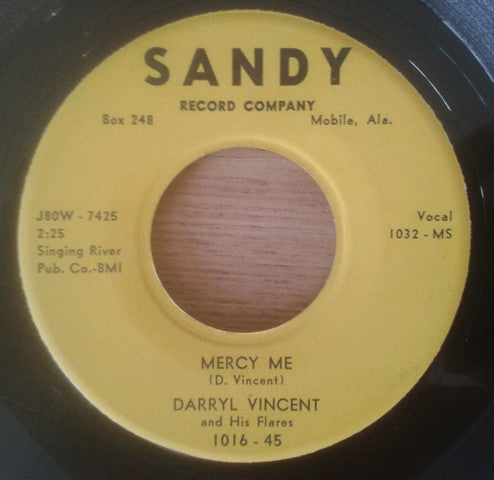 SANDY
RECORD COMPANY
Box 248
Mobile, Ala.
J80W - 7425
2:25
Singing River
Pub. Co.-BMI
Vocal
1032 - MS
MERCY ME
(D. Vincent)
DARRYL VINCENT
and His Flares
1016 - 45